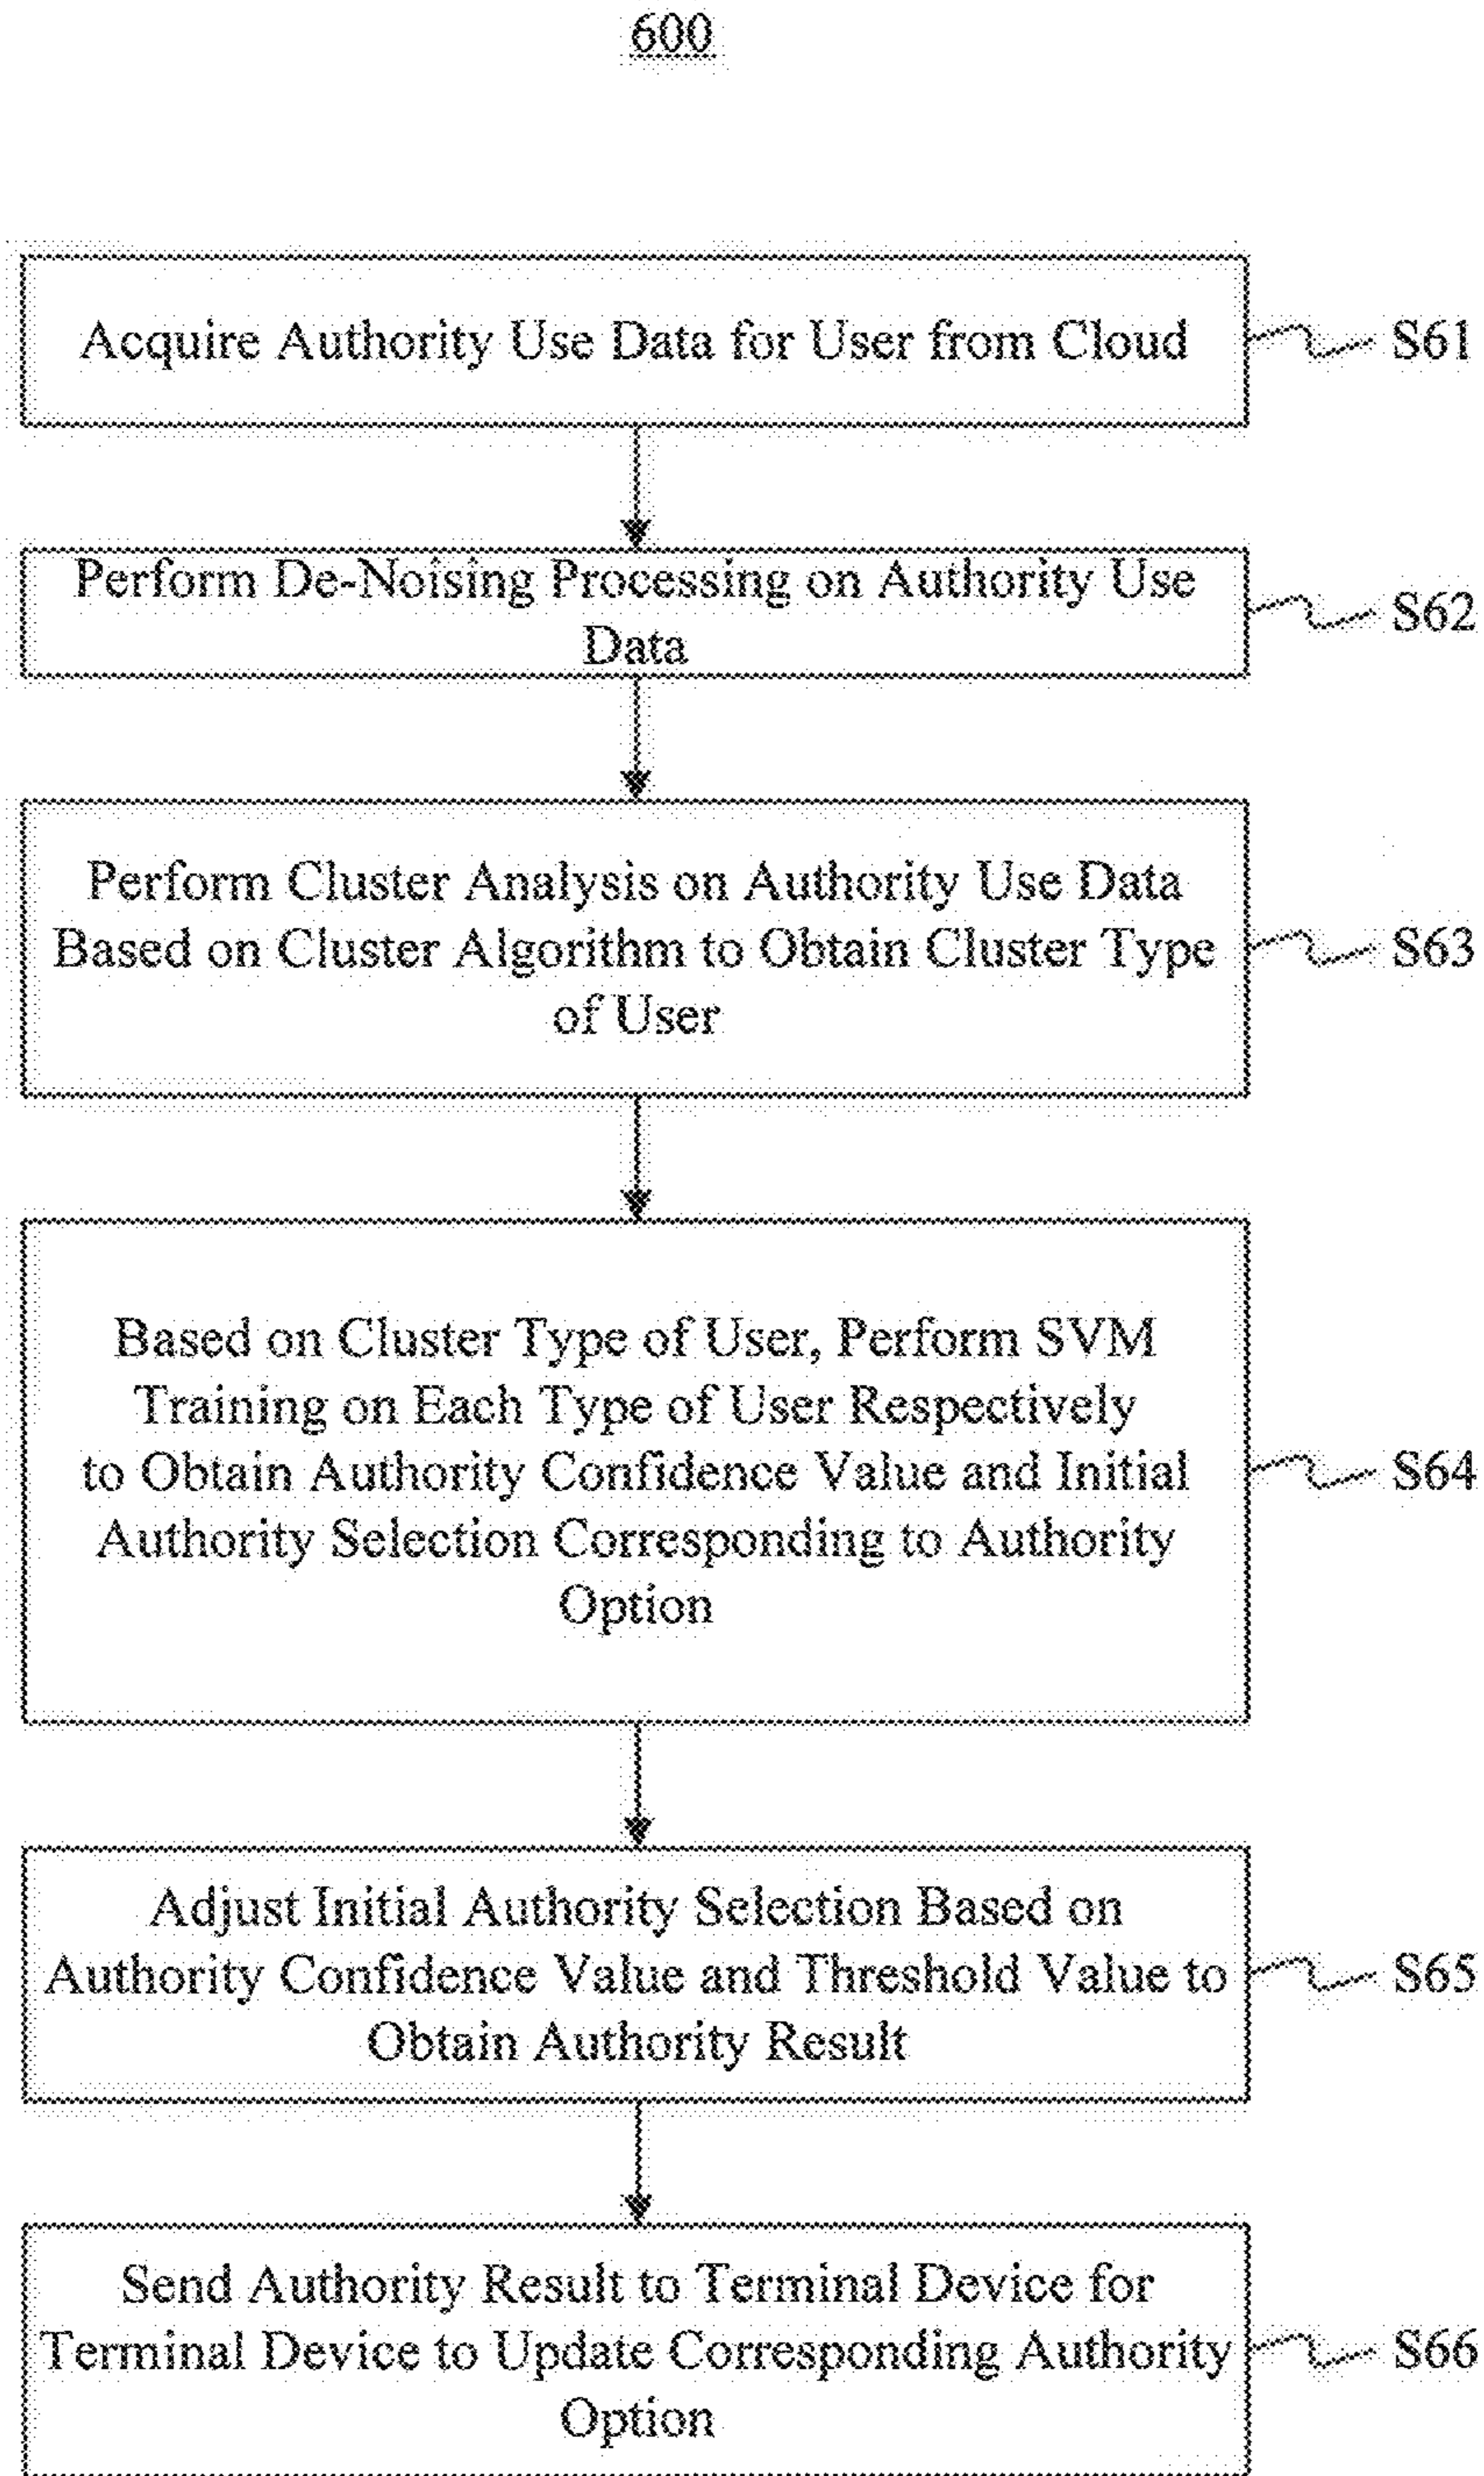 600
Acquire Authority Use Data for User from Cloud
S61
Perform De-Noising Processing on Authority Use
Data
S62
Perform Cluster Analysis on Authority Use Data
Based on Cluster Algorithm to Obtain Cluster Type
of User
S63
Based on Cluster Type of User, Perform SVM
Training on Each Type of User Respectively
to Obtain Authority Confidence Value and Initial
Authority Selection Corresponding to Authority
Option
S64
Adjust Initial Authority Selection Based on
Authority Confidence Value and Threshold Value to
Obtain Authority Result
S65
Send Authority Result to Terminal Device for
Terminal Device to Update Corresponding Authority
Option
S66